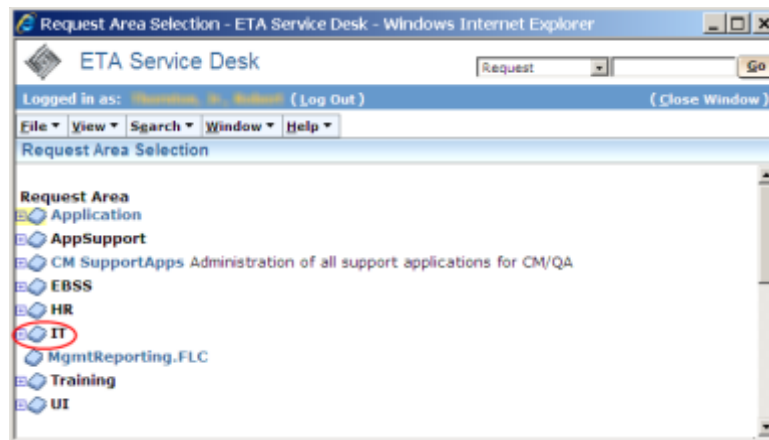 Request Area Selection - ETA Service Desk - Windows Internet Explorer
ETA Service Desk
Request
Go
Logged in as: (Log Out) (Close Window)
File View Search Window Help
Request Area Selection
Request Area
Application
AppSupport
CM SupportApps Administration of all support applications for CM/QA
EBSS
HR
IT
MgmtReporting.FLC
Training
UI